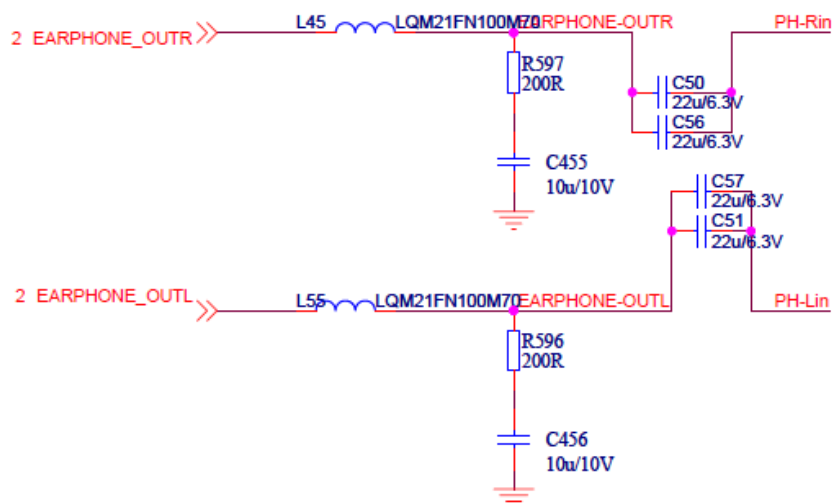 2 EARPHONE_OUTR
L45
LQM21FN100M70
EARPHONE-OUTR
PH-Rin
R597
200R
C50
22u/6.3V
C56
22u/6.3V
C455
10u/10V
C57
22u/6.3V
C51
22u/6.3V
2 EARPHONE_OUTL
L55
LQM21FN100M70
EARPHONE-OUTL
PH-Lin
R596
200R
C456
10u/10V